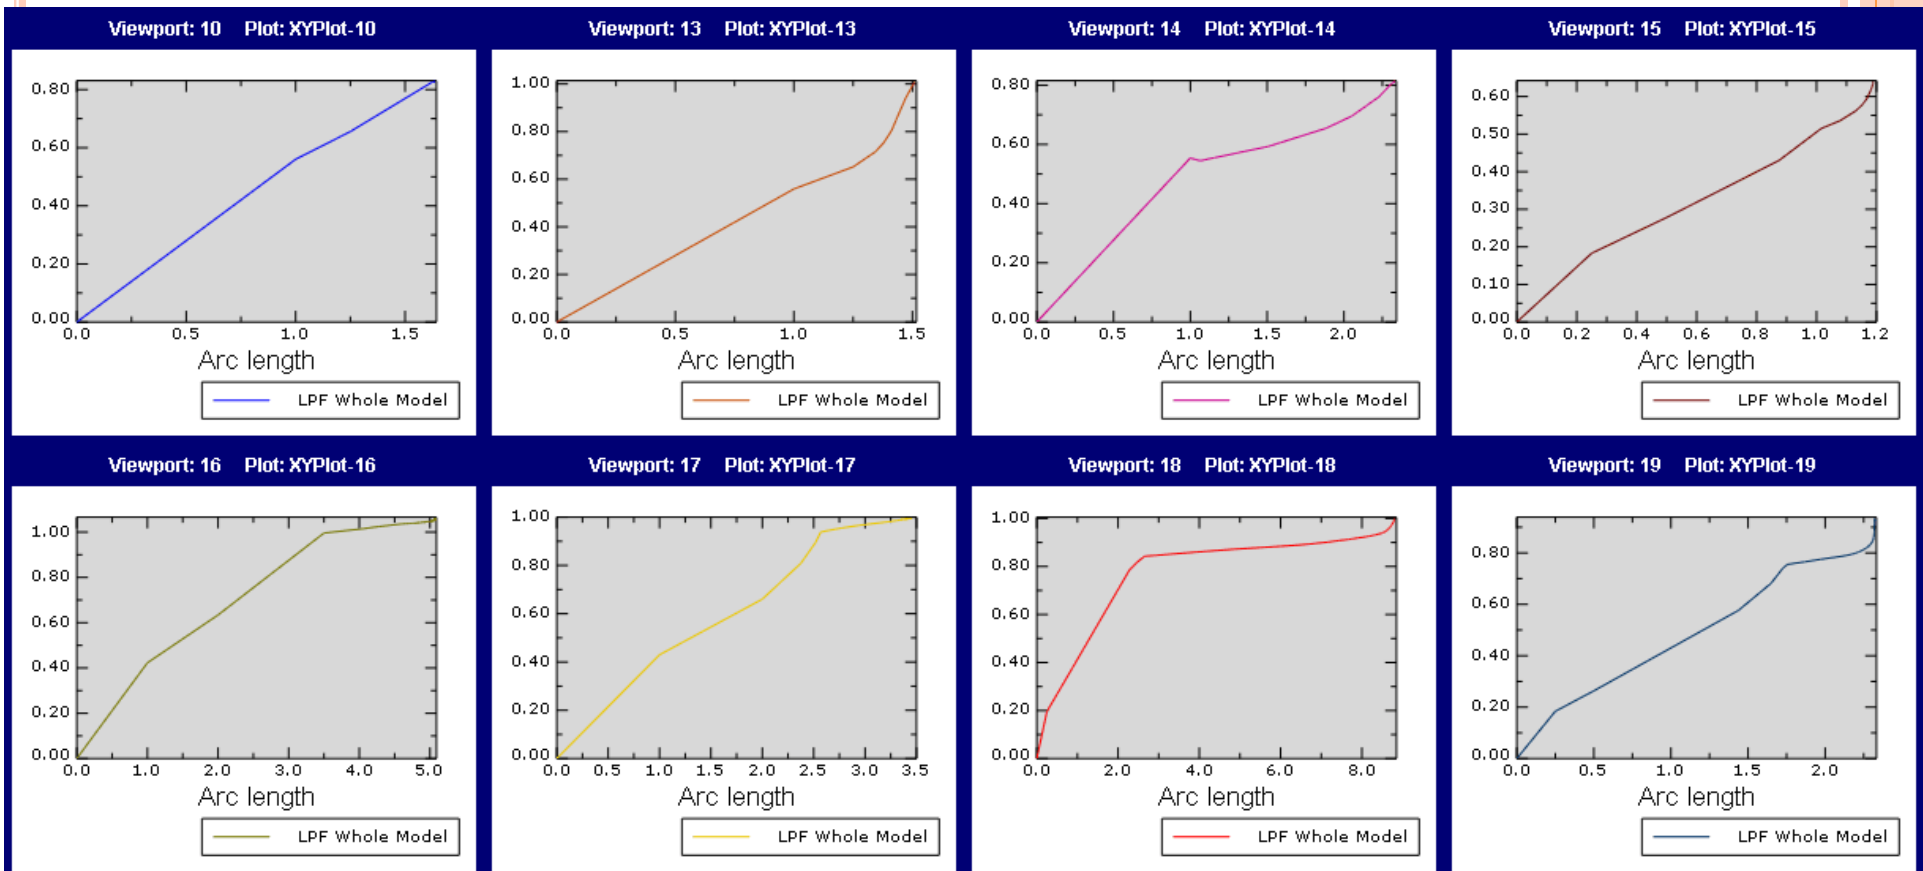 Viewport: 10 Plot: XYPlot-10
0.80
0.60
0.40
0.20
0.00
0.0 0.5 1.0 1.5
Arc length
LPF Whole Model
Viewport: 13 Plot: XYPlot-13
1.00
0.80
0.60
0.40
0.20
0.00
0.0 0.5 1.0 1.5
Arc length
LPF Whole Model
Viewport: 14 Plot: XYPlot-14
0.80
0.60
0.40
0.20
0.00
0.0 0.5 1.0 1.5 2.0
Arc length
LPF Whole Model
Viewport: 15 Plot: XYPlot-15
0.60
0.50
0.40
0.30
0.20
0.10
0.00
0.0 0.2 0.4 0.6 0.8 1.0 1.2
Arc length
LPF Whole Model
Viewport: 16 Plot: XYPlot-16
1.00
0.80
0.60
0.40
0.20
0.00
0.0 1.0 2.0 3.0 4.0 5.0
Arc length
LPF Whole Model
Viewport: 17 Plot: XYPlot-17
1.00
0.80
0.60
0.40
0.20
0.00
0.0 0.5 1.0 1.5 2.0 2.5 3.0 3.5
Arc length
LPF Whole Model
Viewport: 18 Plot: XYPlot-18
1.00
0.80
0.60
0.40
0.20
0.00
0.0 2.0 4.0 6.0 8.0
Arc length
LPF Whole Model
Viewport: 19 Plot: XYPlot-19
0.80
0.60
0.40
0.20
0.00
0.0 0.5 1.0 1.5 2.0
Arc length
LPF Whole Model